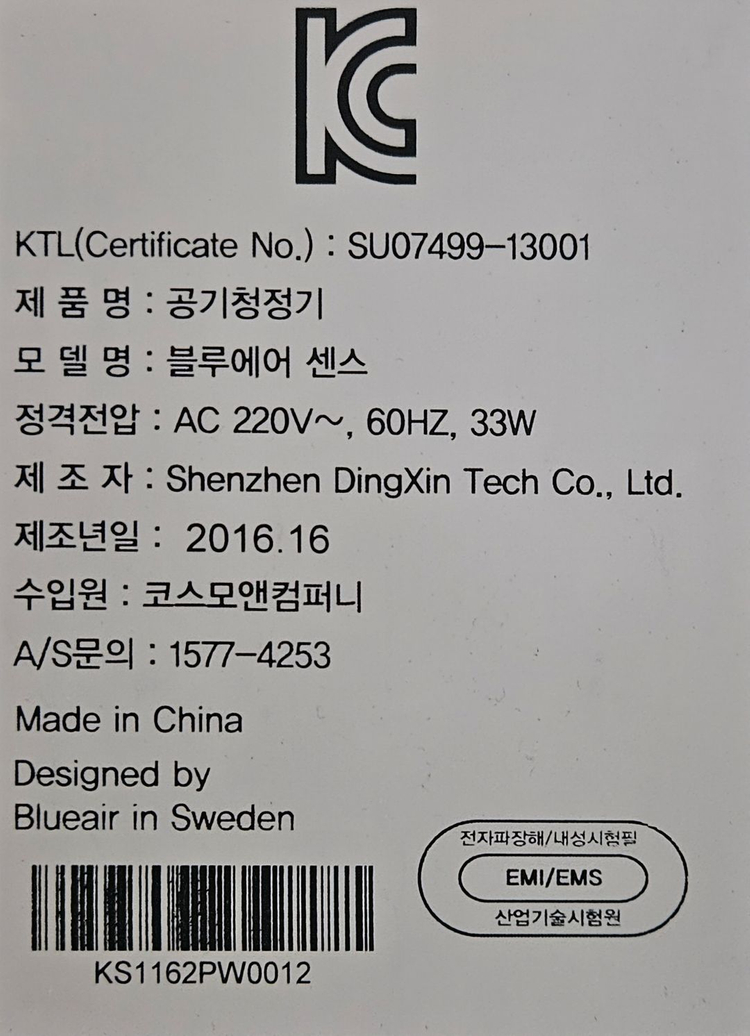 KC
KTL(Certificate No.) : SU07499-13001
제 품 명 : 공기청정기
모 델 명 : 블루에어 센스
정격전압 : AC 220V~, 60HZ, 33W
제 조 자 : Shenzhen DingXin Tech Co., Ltd.
제조년일 : 2016.16
수입원 : 코스모앤컴퍼니
A/S문의 : 1577-4253
Made in China
Designed by
Blueair in Sweden
전자파장해/내성시험필
EMI/EMS
산업기술시험원
KS1162PW0012